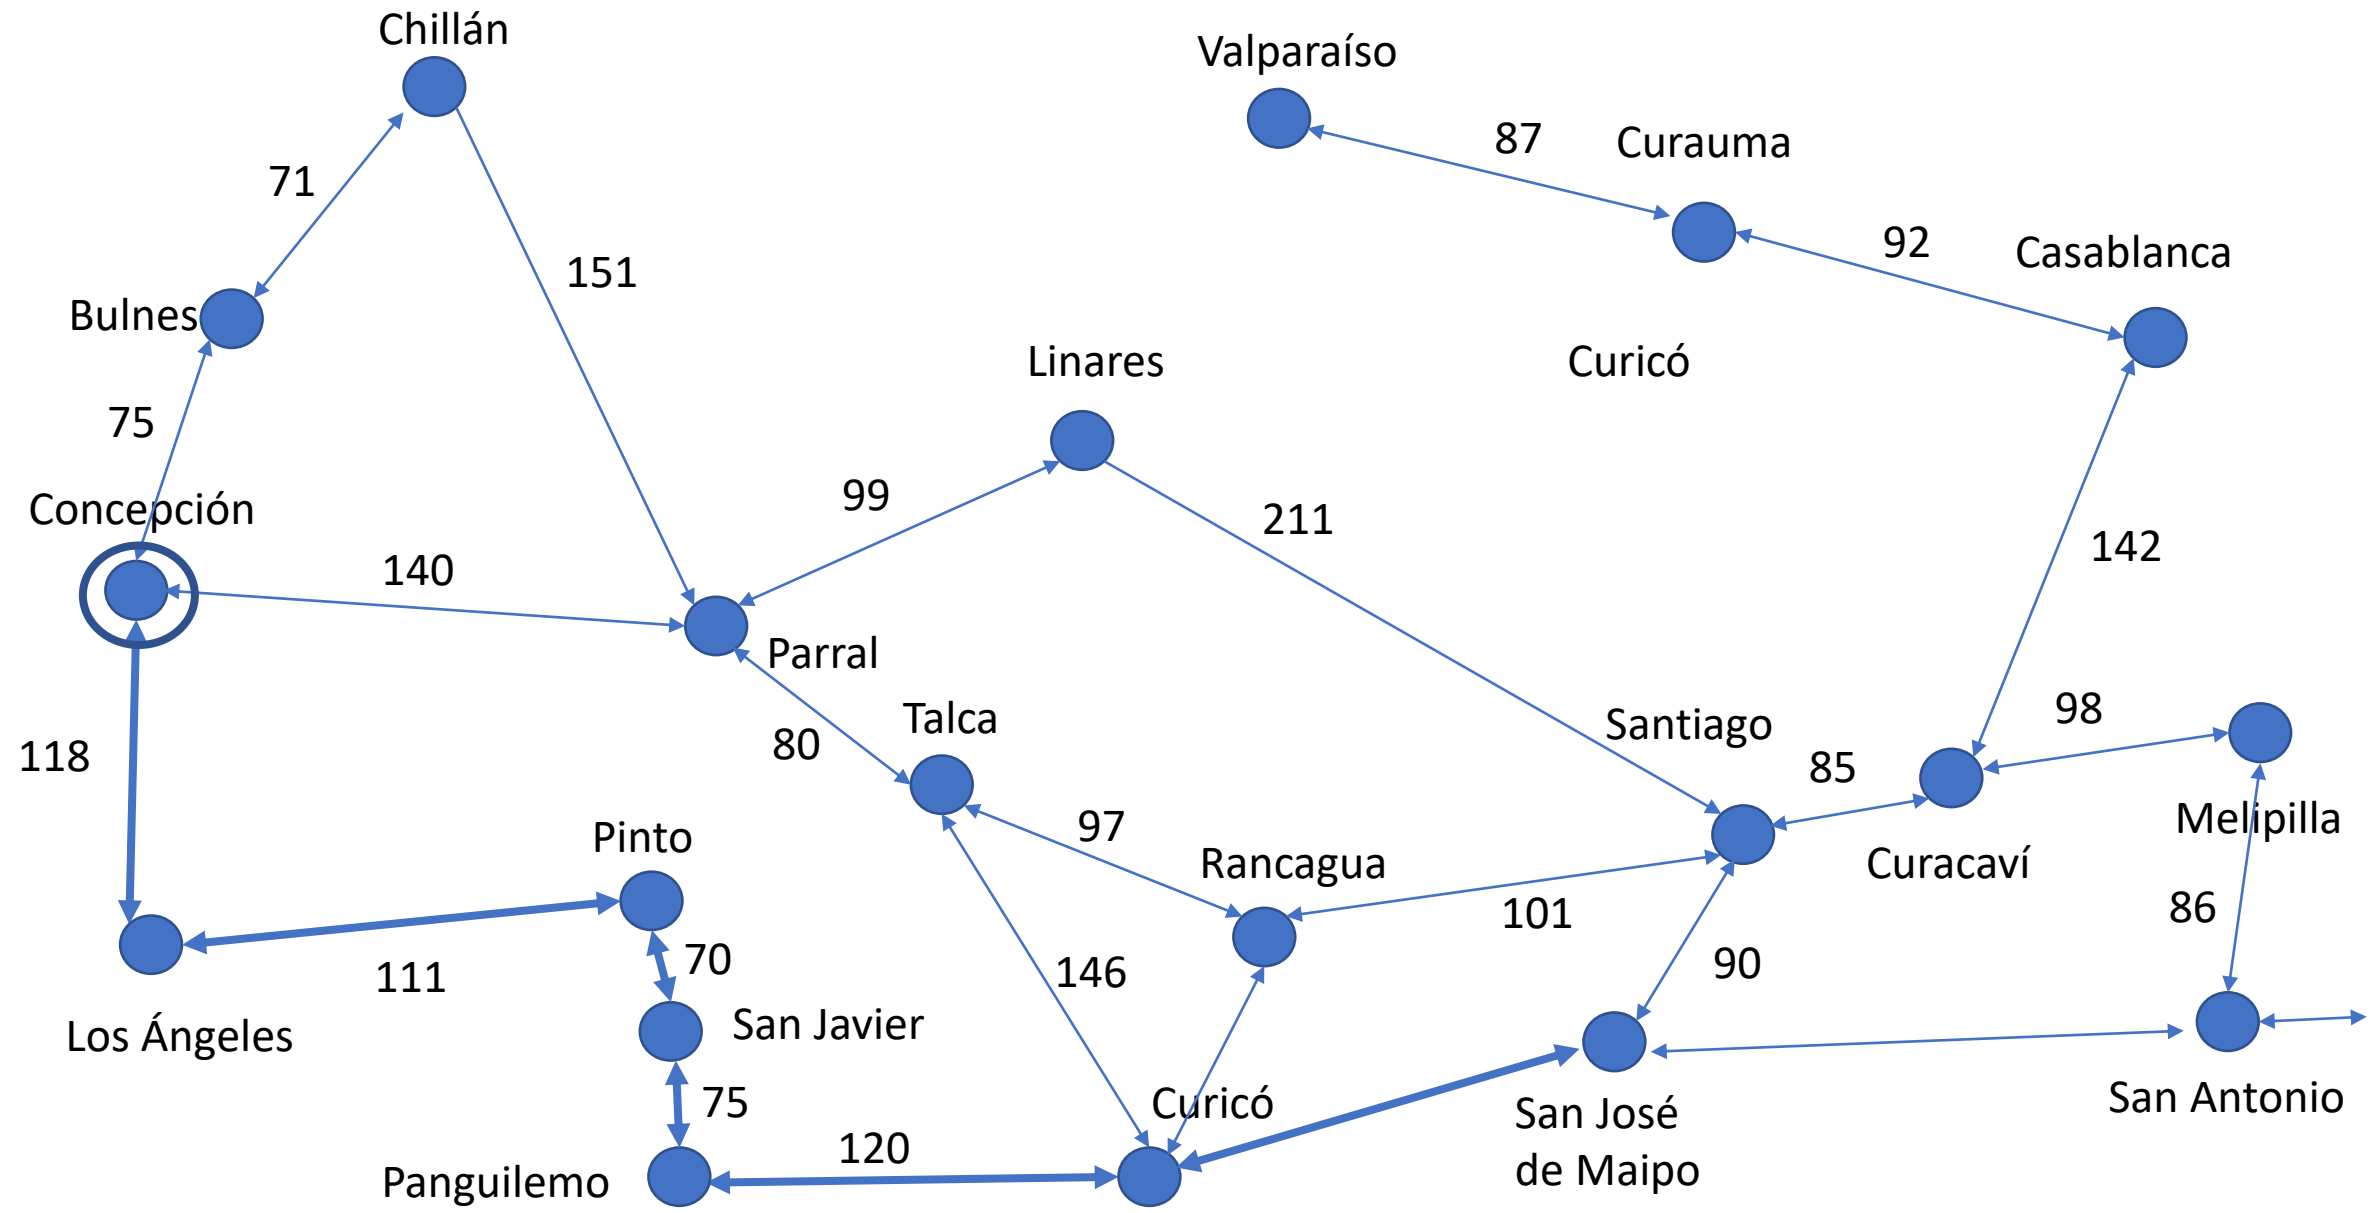 Chillán
Valparaíso
87
Curauma
71
92
Casablanca
151
Bulnes
Linares
Curicó
75
99
Concepción
211
140
142
Parral
Talca
Santiago
98
80
118
85
Melipilla
97
Pinto
Rancagua
Curacaví
101
86
70
146
90
111
San Javier
Los Ángeles
75
Curicó
San José
de Maipo
San Antonio
120
Panguilemo